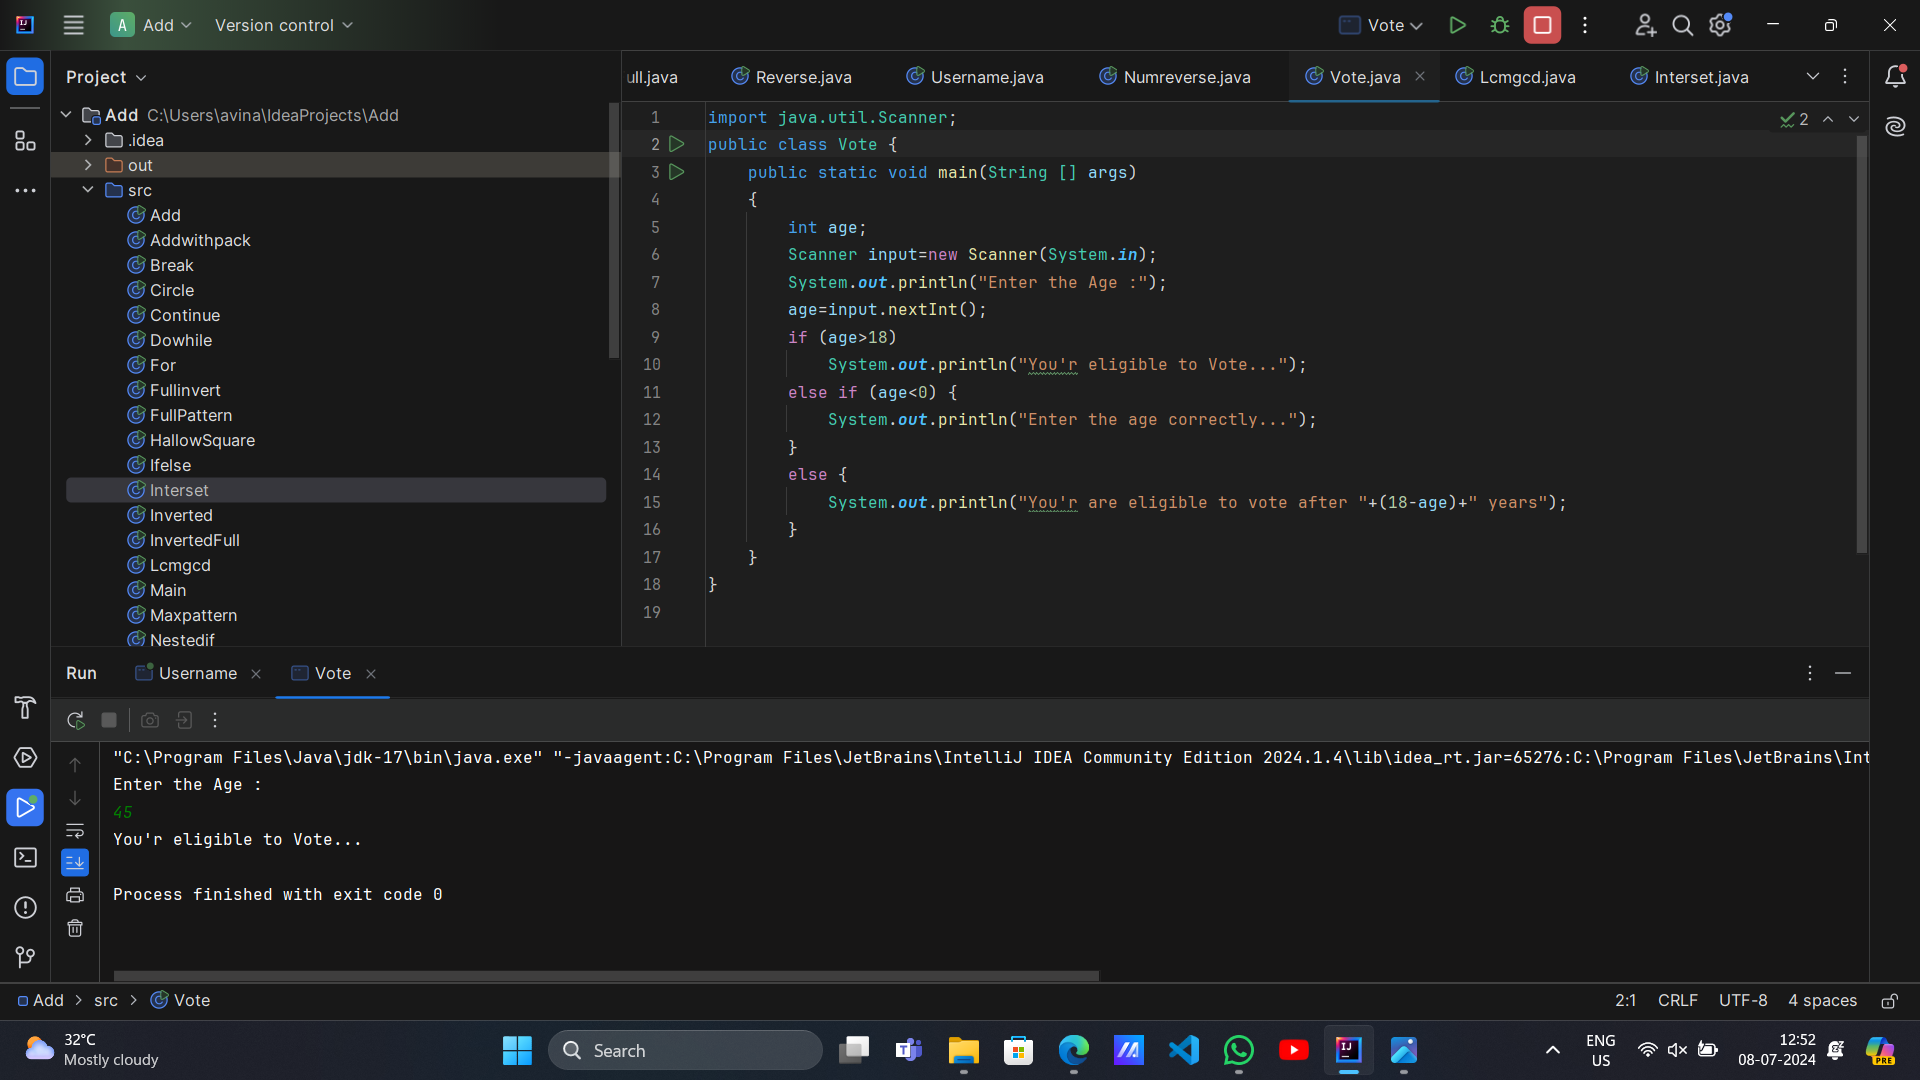 A Add Version control Vote
Project
ull.java Reverse.java Username.java Numreverse.java Vote.java Lcmgcd.java Interset.java
Add C:\Users\avina\IdeaProjects\Add
.idea
out
src
Add
Addwithpack
Break
Circle
Continue
Dowhile
For
Fullinvert
FullPattern
HallowSquare
Ifelse
Interset
Inverted
InvertedFull
Lcmgcd
Main
Maxpattern
Nestedif
2
1 import java.util.Scanner;
2 public class Vote {
3 public static void main(String [] args)
4 {
5 int age;
6 Scanner input=new Scanner(System.in);
7 System.out.println("Enter the Age :");
8 age=input.nextInt();
9 if (age>18)
10 System.out.println("You'r eligible to Vote...");
11 else if (age<0) {
12 System.out.println("Enter the age correctly...");
13 }
14 else {
15 System.out.println("You'r are eligible to vote after "+(18-age)+" years");
16 }
17 }
18 }
19
Run Username Vote
"C:\Program Files\Java\jdk-17\bin\java.exe" "-javaagent:C:\Program Files\JetBrains\IntelliJ IDEA Community Edition 2024.1.4\lib\idea_rt.jar=65276:C:\Program Files\JetBrains\Int
Enter the Age :
45
You'r eligible to Vote...
Process finished with exit code 0
Add > src > Vote
2:1 CRLF UTF-8 4 spaces
32°C
Mostly cloudy
Search
ENG
US
12:52
08-07-2024
PRE